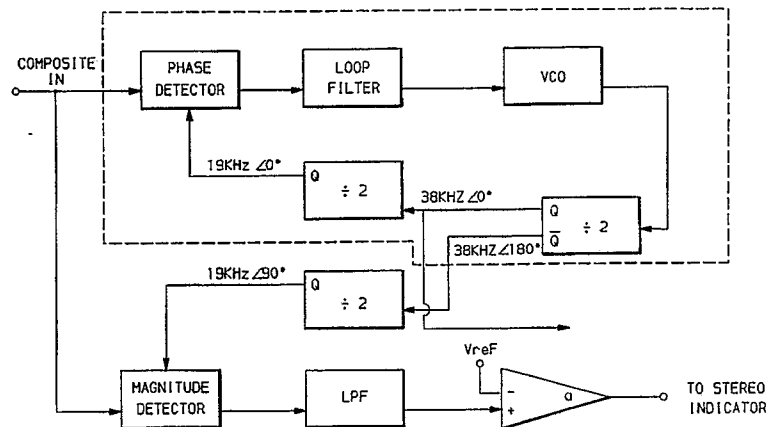 COMPOSITE
IN
PHASE
DETECTOR
LOOP
FILTER
VCO
19KHz ∠0°
Q
÷ 2
38KHZ ∠0°
Q
Q̅
÷ 2
38KHZ∠180°
19KHz ∠90°
Q
÷ 2
MAGNITUDE
DETECTOR
LPF
VreF
-
+
a
TO STEREO
INDICATOR